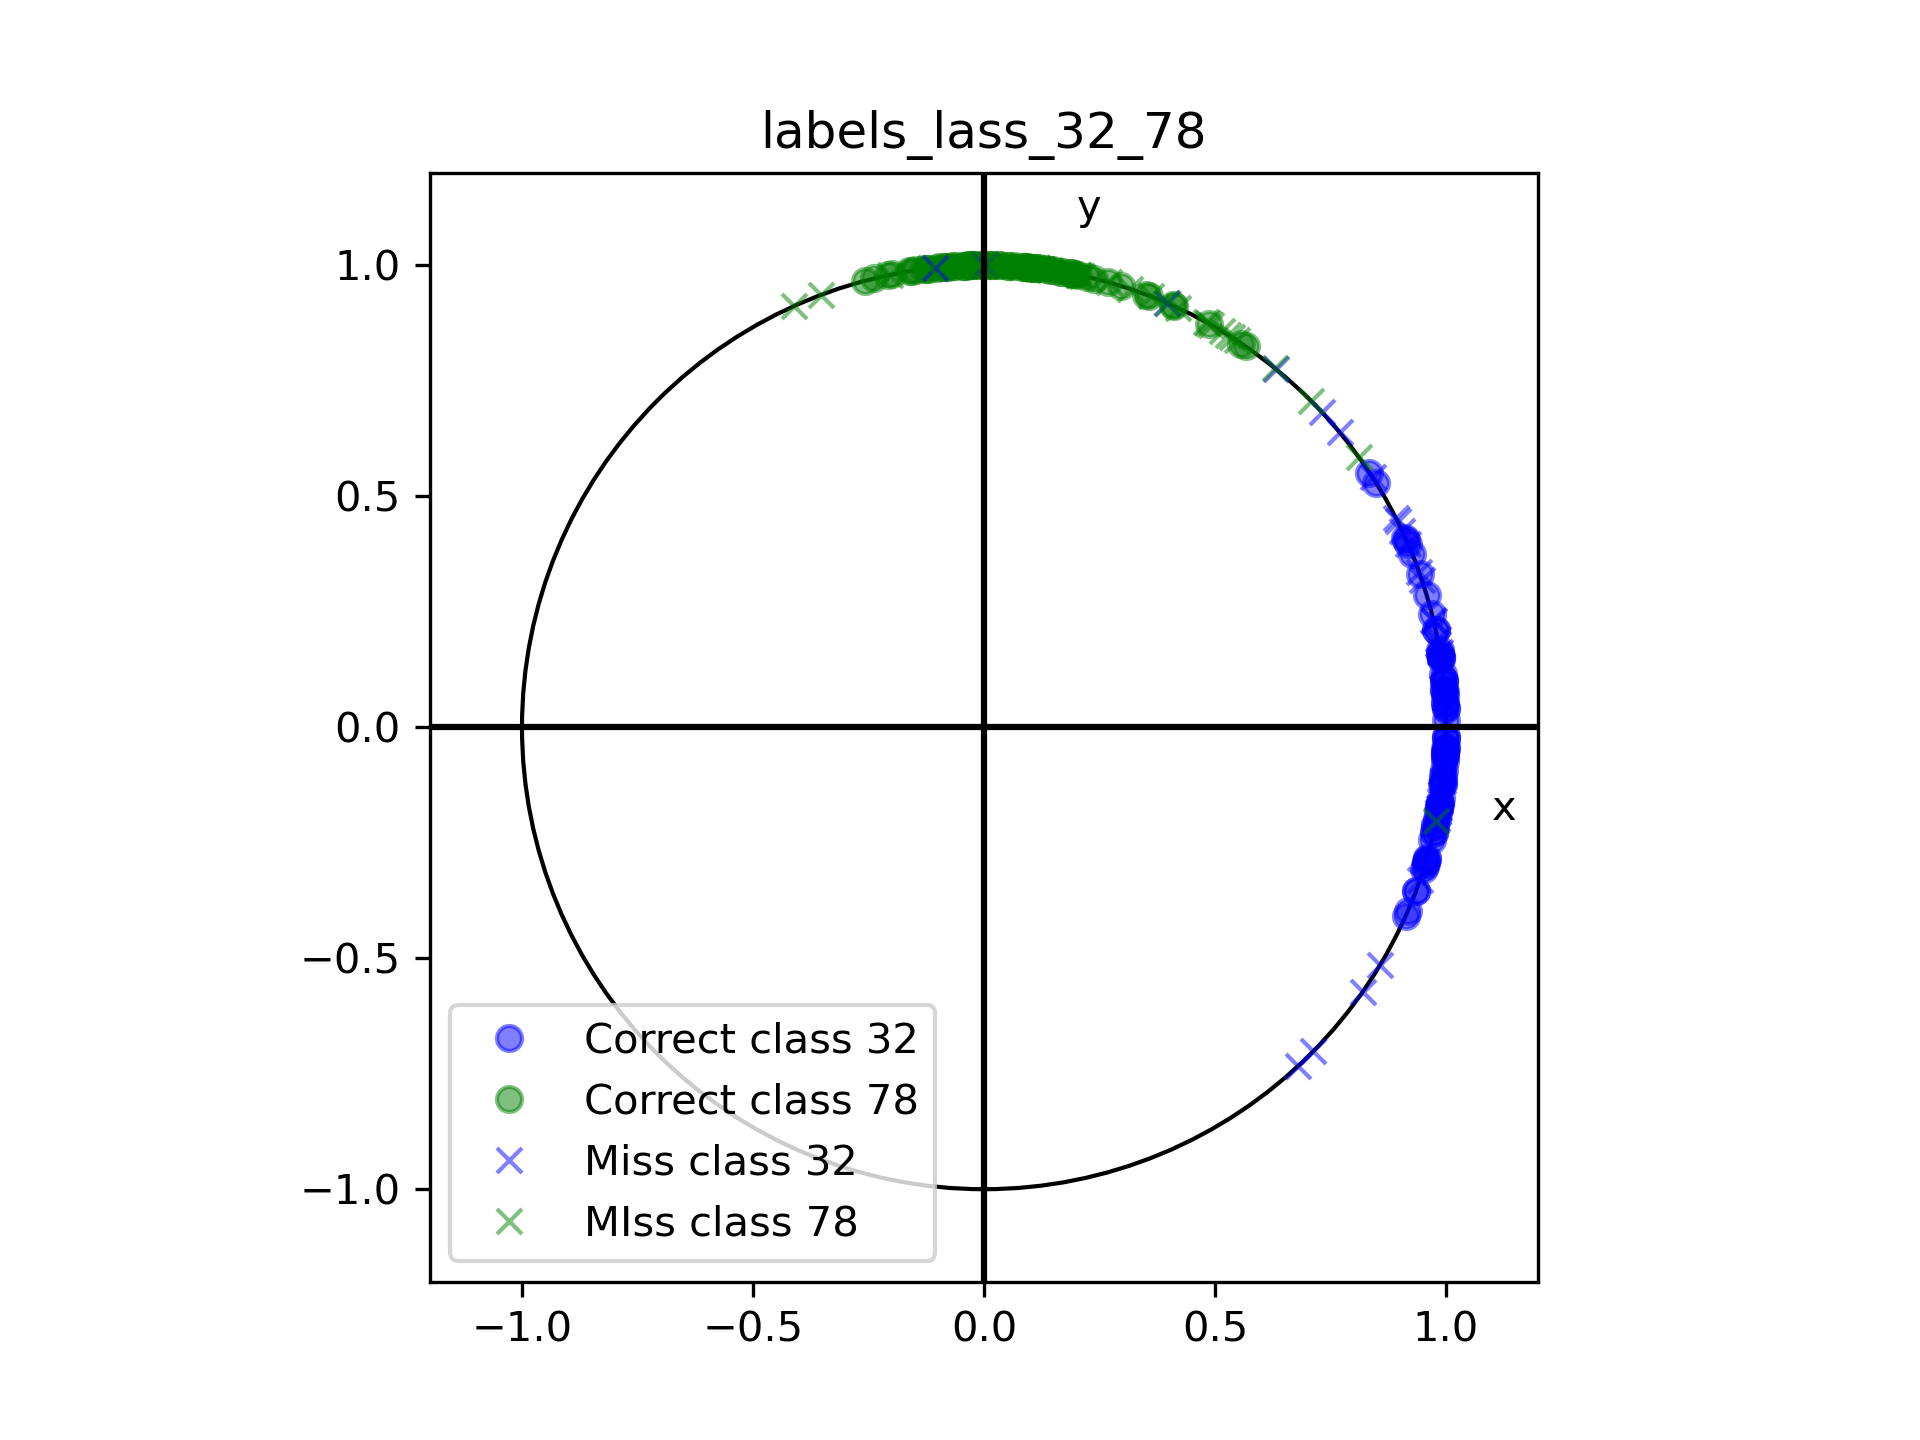 labels_lass_32_78
y
1.0
0.5
0.0
−0.5
−1.0
x
Correct class 32
Correct class 78
Miss class 32
MIss class 78
−1.0 −0.5 0.0 0.5 1.0